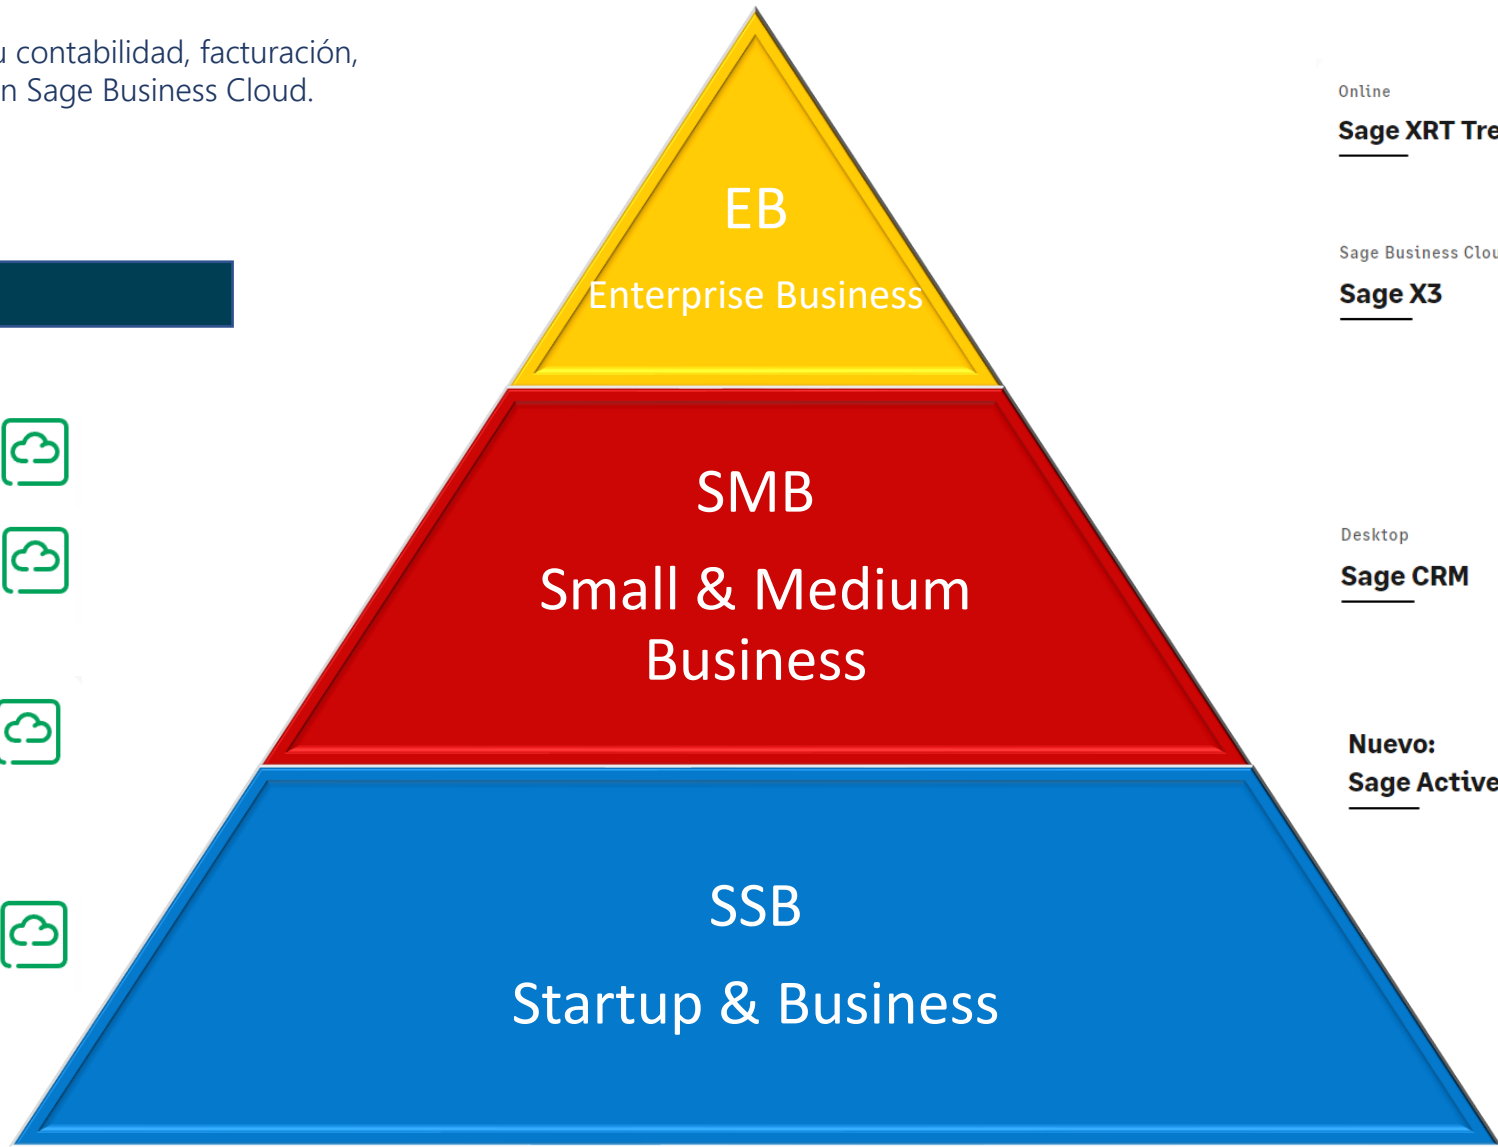 u contabilidad, facturación,
n Sage Business Cloud.
EB
Enterprise Business
SMB
Small & Medium
Business
SSB
Startup & Business
Online
Sage XRT Tre
Sage Business Clou
Sage X3
Desktop
Sage CRM
Nuevo:
Sage Active